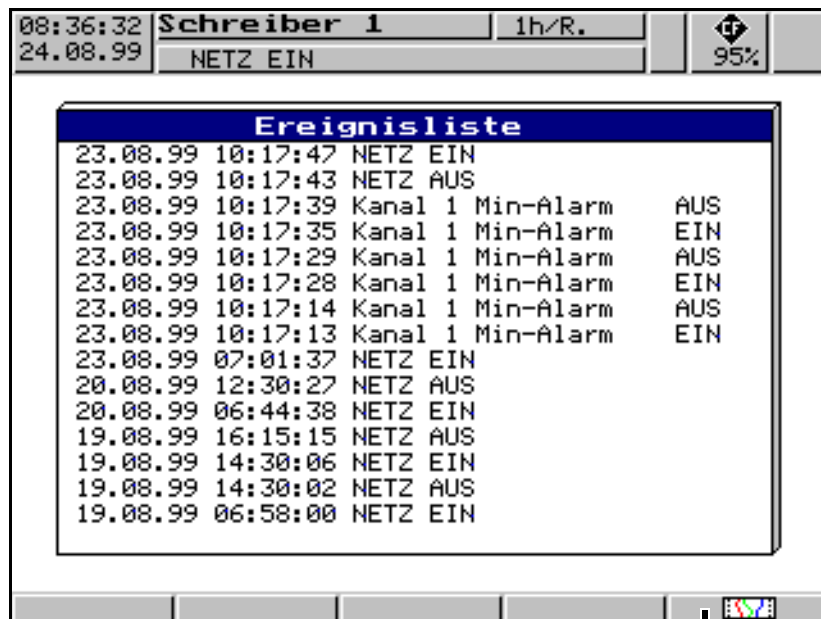 08:36:32 Schreiber 1 1h/R. CF
24.08.99 NETZ EIN 95%
Ereignisliste
23.08.99 10:17:47 NETZ EIN
23.08.99 10:17:43 NETZ AUS
23.08.99 10:17:39 Kanal 1 Min-Alarm AUS
23.08.99 10:17:35 Kanal 1 Min-Alarm EIN
23.08.99 10:17:29 Kanal 1 Min-Alarm AUS
23.08.99 10:17:28 Kanal 1 Min-Alarm EIN
23.08.99 10:17:14 Kanal 1 Min-Alarm AUS
23.08.99 10:17:13 Kanal 1 Min-Alarm EIN
23.08.99 07:01:37 NETZ EIN
20.08.99 12:30:27 NETZ AUS
20.08.99 06:44:38 NETZ EIN
19.08.99 16:15:15 NETZ AUS
19.08.99 14:30:06 NETZ EIN
19.08.99 14:30:02 NETZ AUS
19.08.99 06:58:00 NETZ EIN